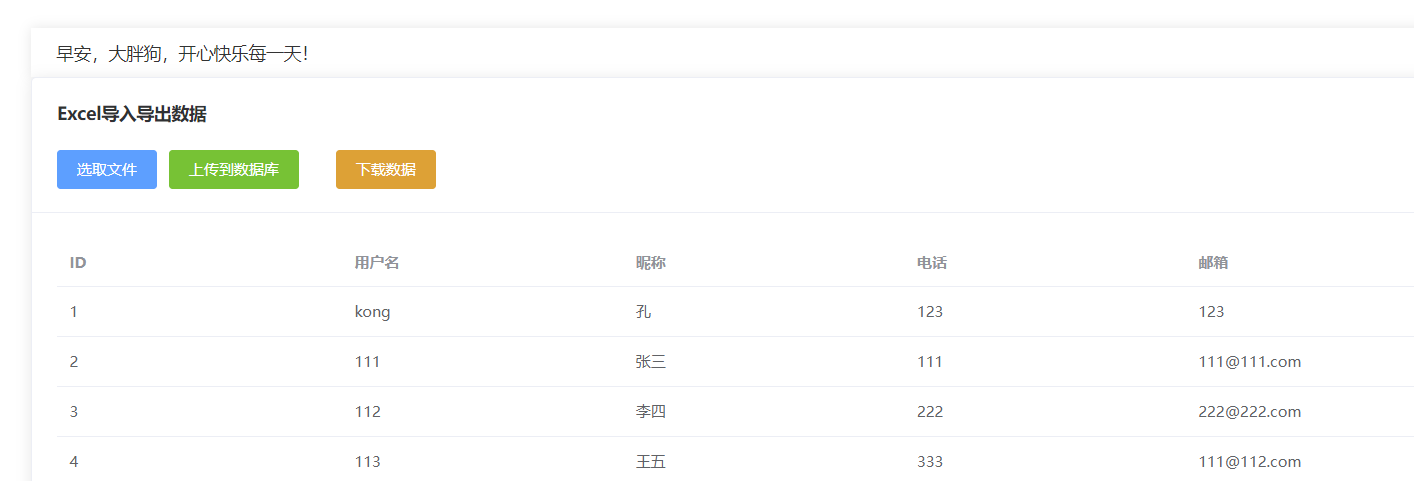 早安，大胖狗，开心快乐每一天！
Excel导入导出数据
选取文件 上传到数据库 下载数据
ID 用户名 昵称 电话 邮箱
1 kong 孔 123 123
2 111 张三 111 111@111.com
3 112 李四 222 222@222.com
4 113 王五 333 111@112.com